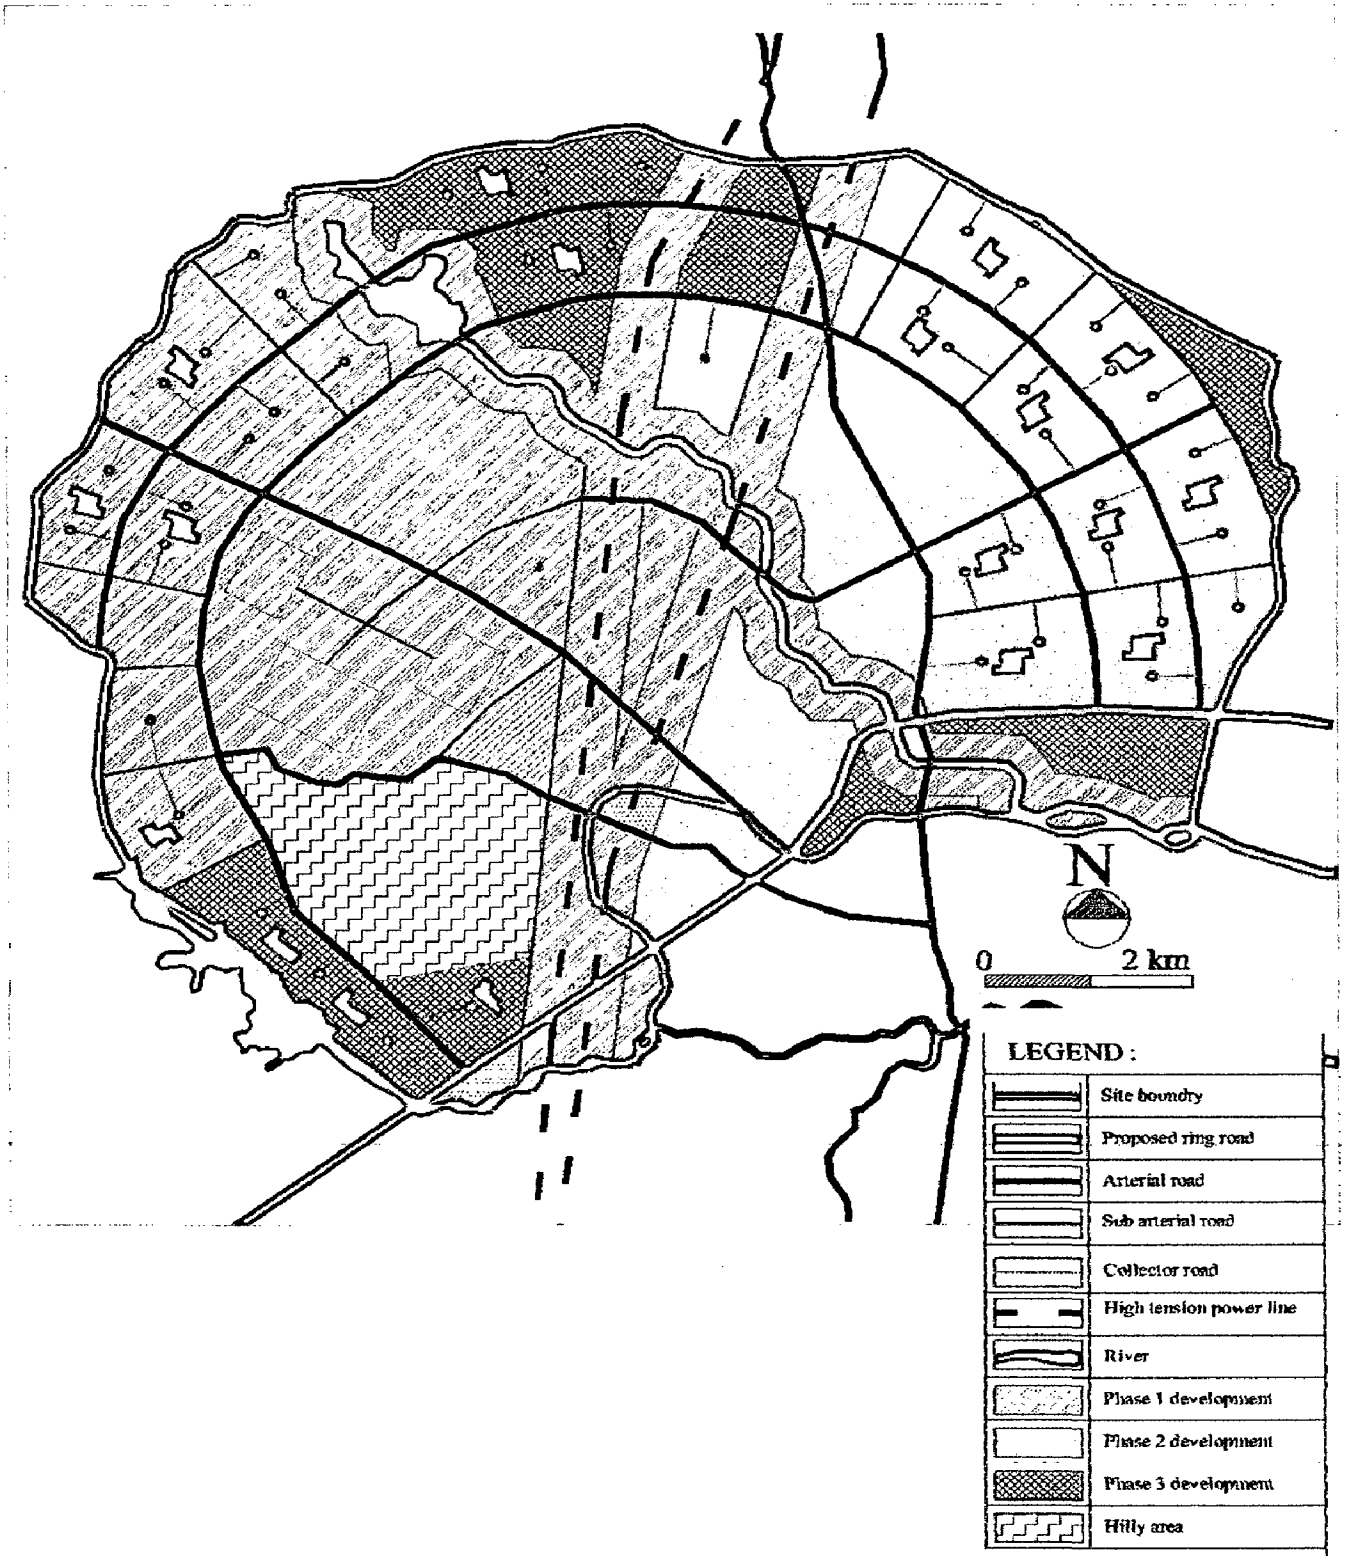 N
0 2 km
LEGEND :
Site boundry
Proposed ring road
Arterial road
Sub arterial road
Collector road
High tension power line
River
Phase 1 development
Phase 2 development
Phase 3 development
Hilly area